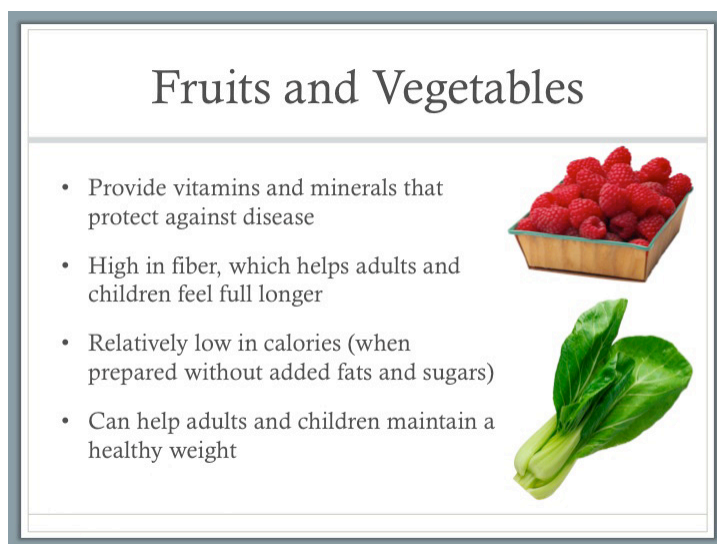 Fruits and Vegetables
• Provide vitamins and minerals that
protect against disease
• High in fiber, which helps adults and
children feel full longer
• Relatively low in calories (when
prepared without added fats and sugars)
• Can help adults and children maintain a
healthy weight